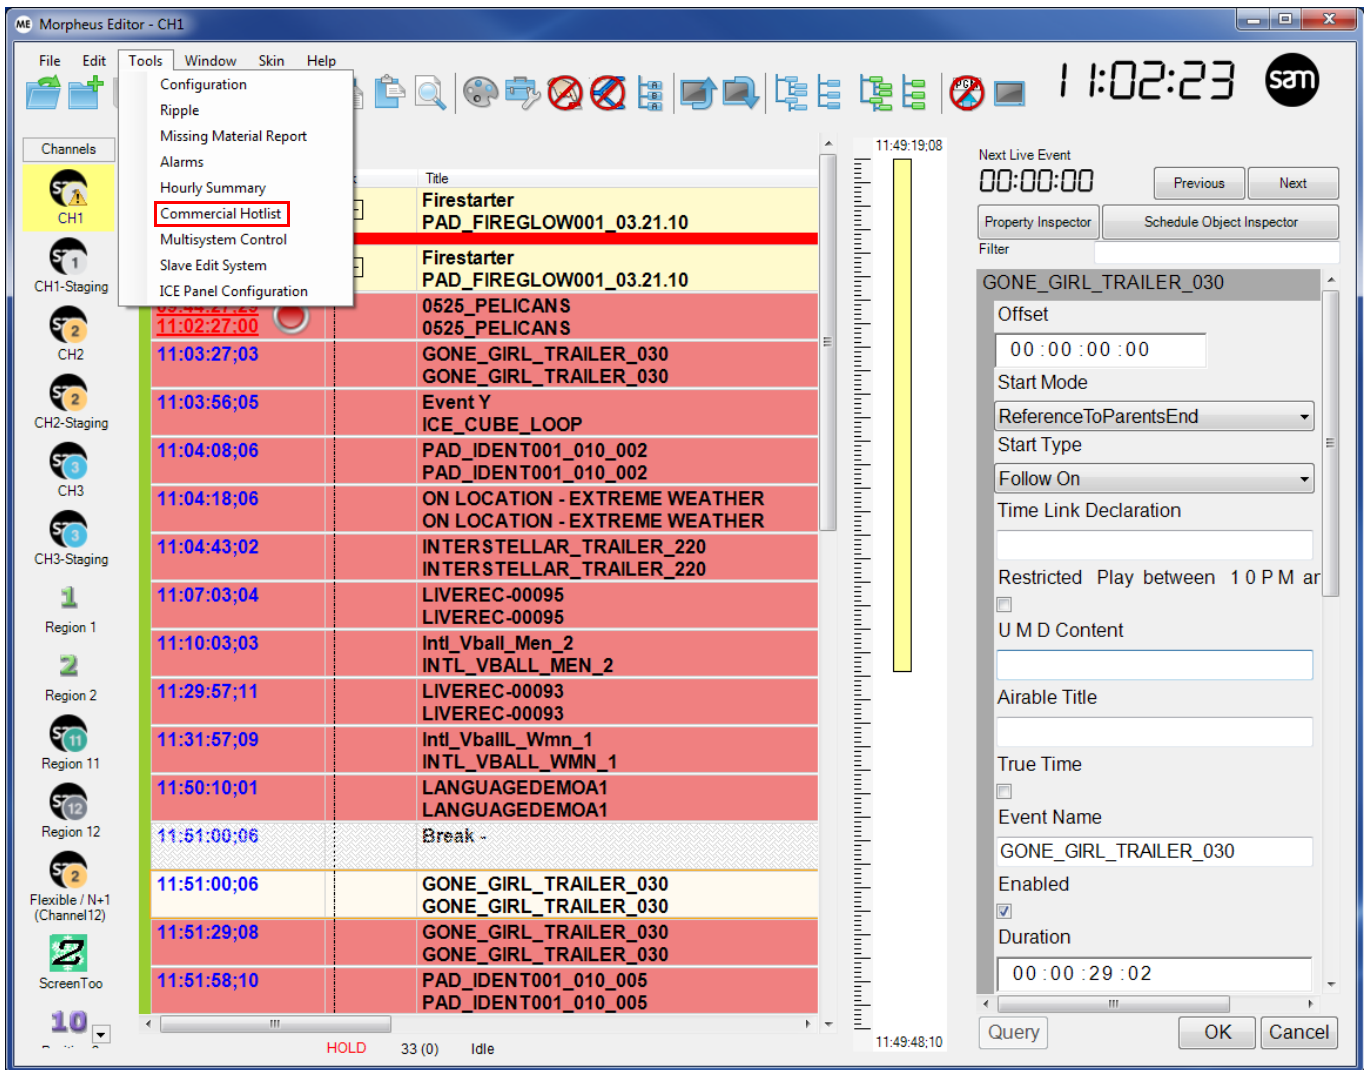 ME Morpheus Editor - CH1
File Edit Tools Window Skin Help
Configuration
Ripple
Missing Material Report
Alarms
Hourly Summary
Commercial Hotlist
Multisystem Control
Slave Edit System
ICE Panel Configuration
11:02:23
sam
Channels
CH1
CH1-Staging
CH2
CH2-Staging
CH3
CH3-Staging
1
Region 1
2
Region 2
11
Region 11
12
Region 12
2
Flexible / N+1
(Channel12)
2
ScreenToo
10
Title
Firestarter
PAD_FIREGLOW001_03.21.10
Firestarter
PAD_FIREGLOW001_03.21.10
0525_PELICANS
11:02:27:00 0525_PELICANS
11:03:27;03 GONE_GIRL_TRAILER_030
GONE_GIRL_TRAILER_030
11:03:56;05 Event Y
ICE_CUBE_LOOP
11:04:08;06 PAD_IDENT001_010_002
PAD_IDENT001_010_002
11:04:18;06 ON LOCATION - EXTREME WEATHER
ON LOCATION - EXTREME WEATHER
11:04:43;02 INTERSTELLAR_TRAILER_220
INTERSTELLAR_TRAILER_220
11:07:03;04 LIVEREC-00095
LIVEREC-00095
11:10:03;03 Intl_Vball_Men_2
INTL_VBALL_MEN_2
11:29:57;11 LIVEREC-00093
LIVEREC-00093
11:31:57;09 Intl_VballL_Wmn_1
INTL_VBALL_WMN_1
11:50:10;01 LANGUAGEDEMOA1
LANGUAGEDEMOA1
11:51:00;06 Break -
11:51:00;06 GONE_GIRL_TRAILER_030
GONE_GIRL_TRAILER_030
11:51:29;08 GONE_GIRL_TRAILER_030
GONE_GIRL_TRAILER_030
11:51:58;10 PAD_IDENT001_010_005
PAD_IDENT001_010_005
HOLD 33 (0) Idle
11:49:19;08
11:49:48;10
Next Live Event
00:00:00 Previous Next
Property Inspector Schedule Object Inspector
Filter
GONE_GIRL_TRAILER_030
Offset
00 :00 :00 :00
Start Mode
ReferenceToParentsEnd
Start Type
Follow On
Time Link Declaration
Restricted Play between 1 0 P M ar
U M D Content
Airable Title
True Time
Event Name
GONE_GIRL_TRAILER_030
Enabled
Duration
00 :00 :29 :02
Query OK Cancel